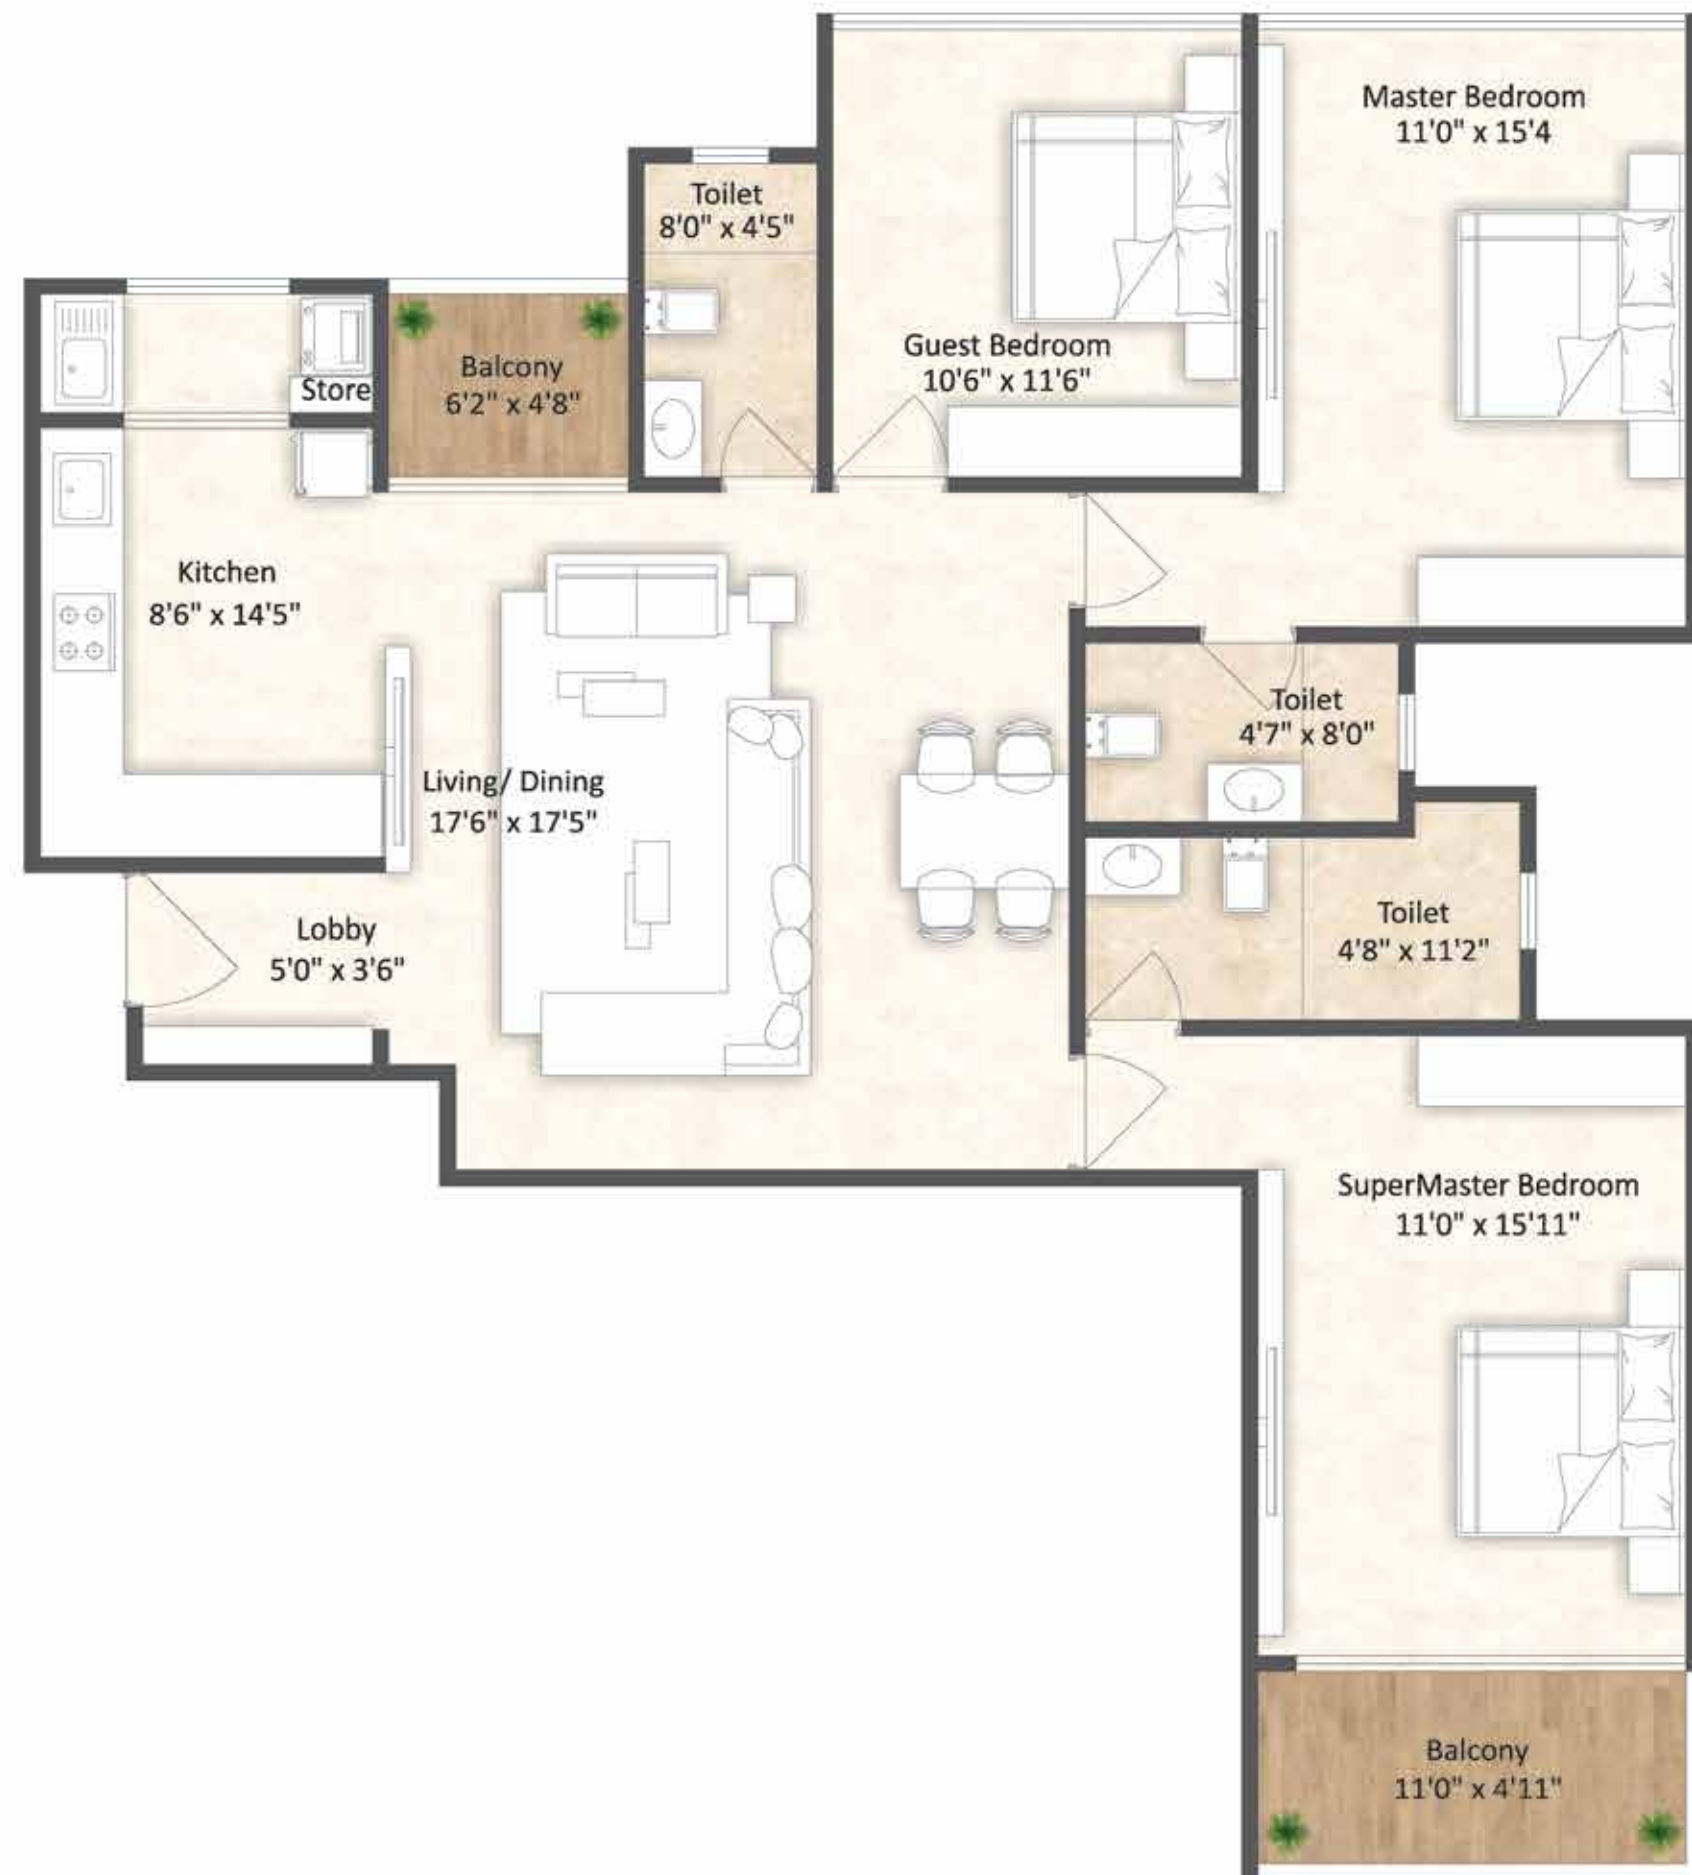 Master Bedroom
11'0" x 15'4
Toilet
8'0" x 4'5"
Guest Bedroom
10'6" x 11'6"
Balcony
6'2" x 4'8"
Store
Kitchen
8'6" x 14'5"
Toilet
4'7" x 8'0"
Living/ Dining
17'6" x 17'5"
Toilet
4'8" x 11'2"
Lobby
5'0" x 3'6"
SuperMaster Bedroom
11'0" x 15'11"
Balcony
11'0" x 4'11"